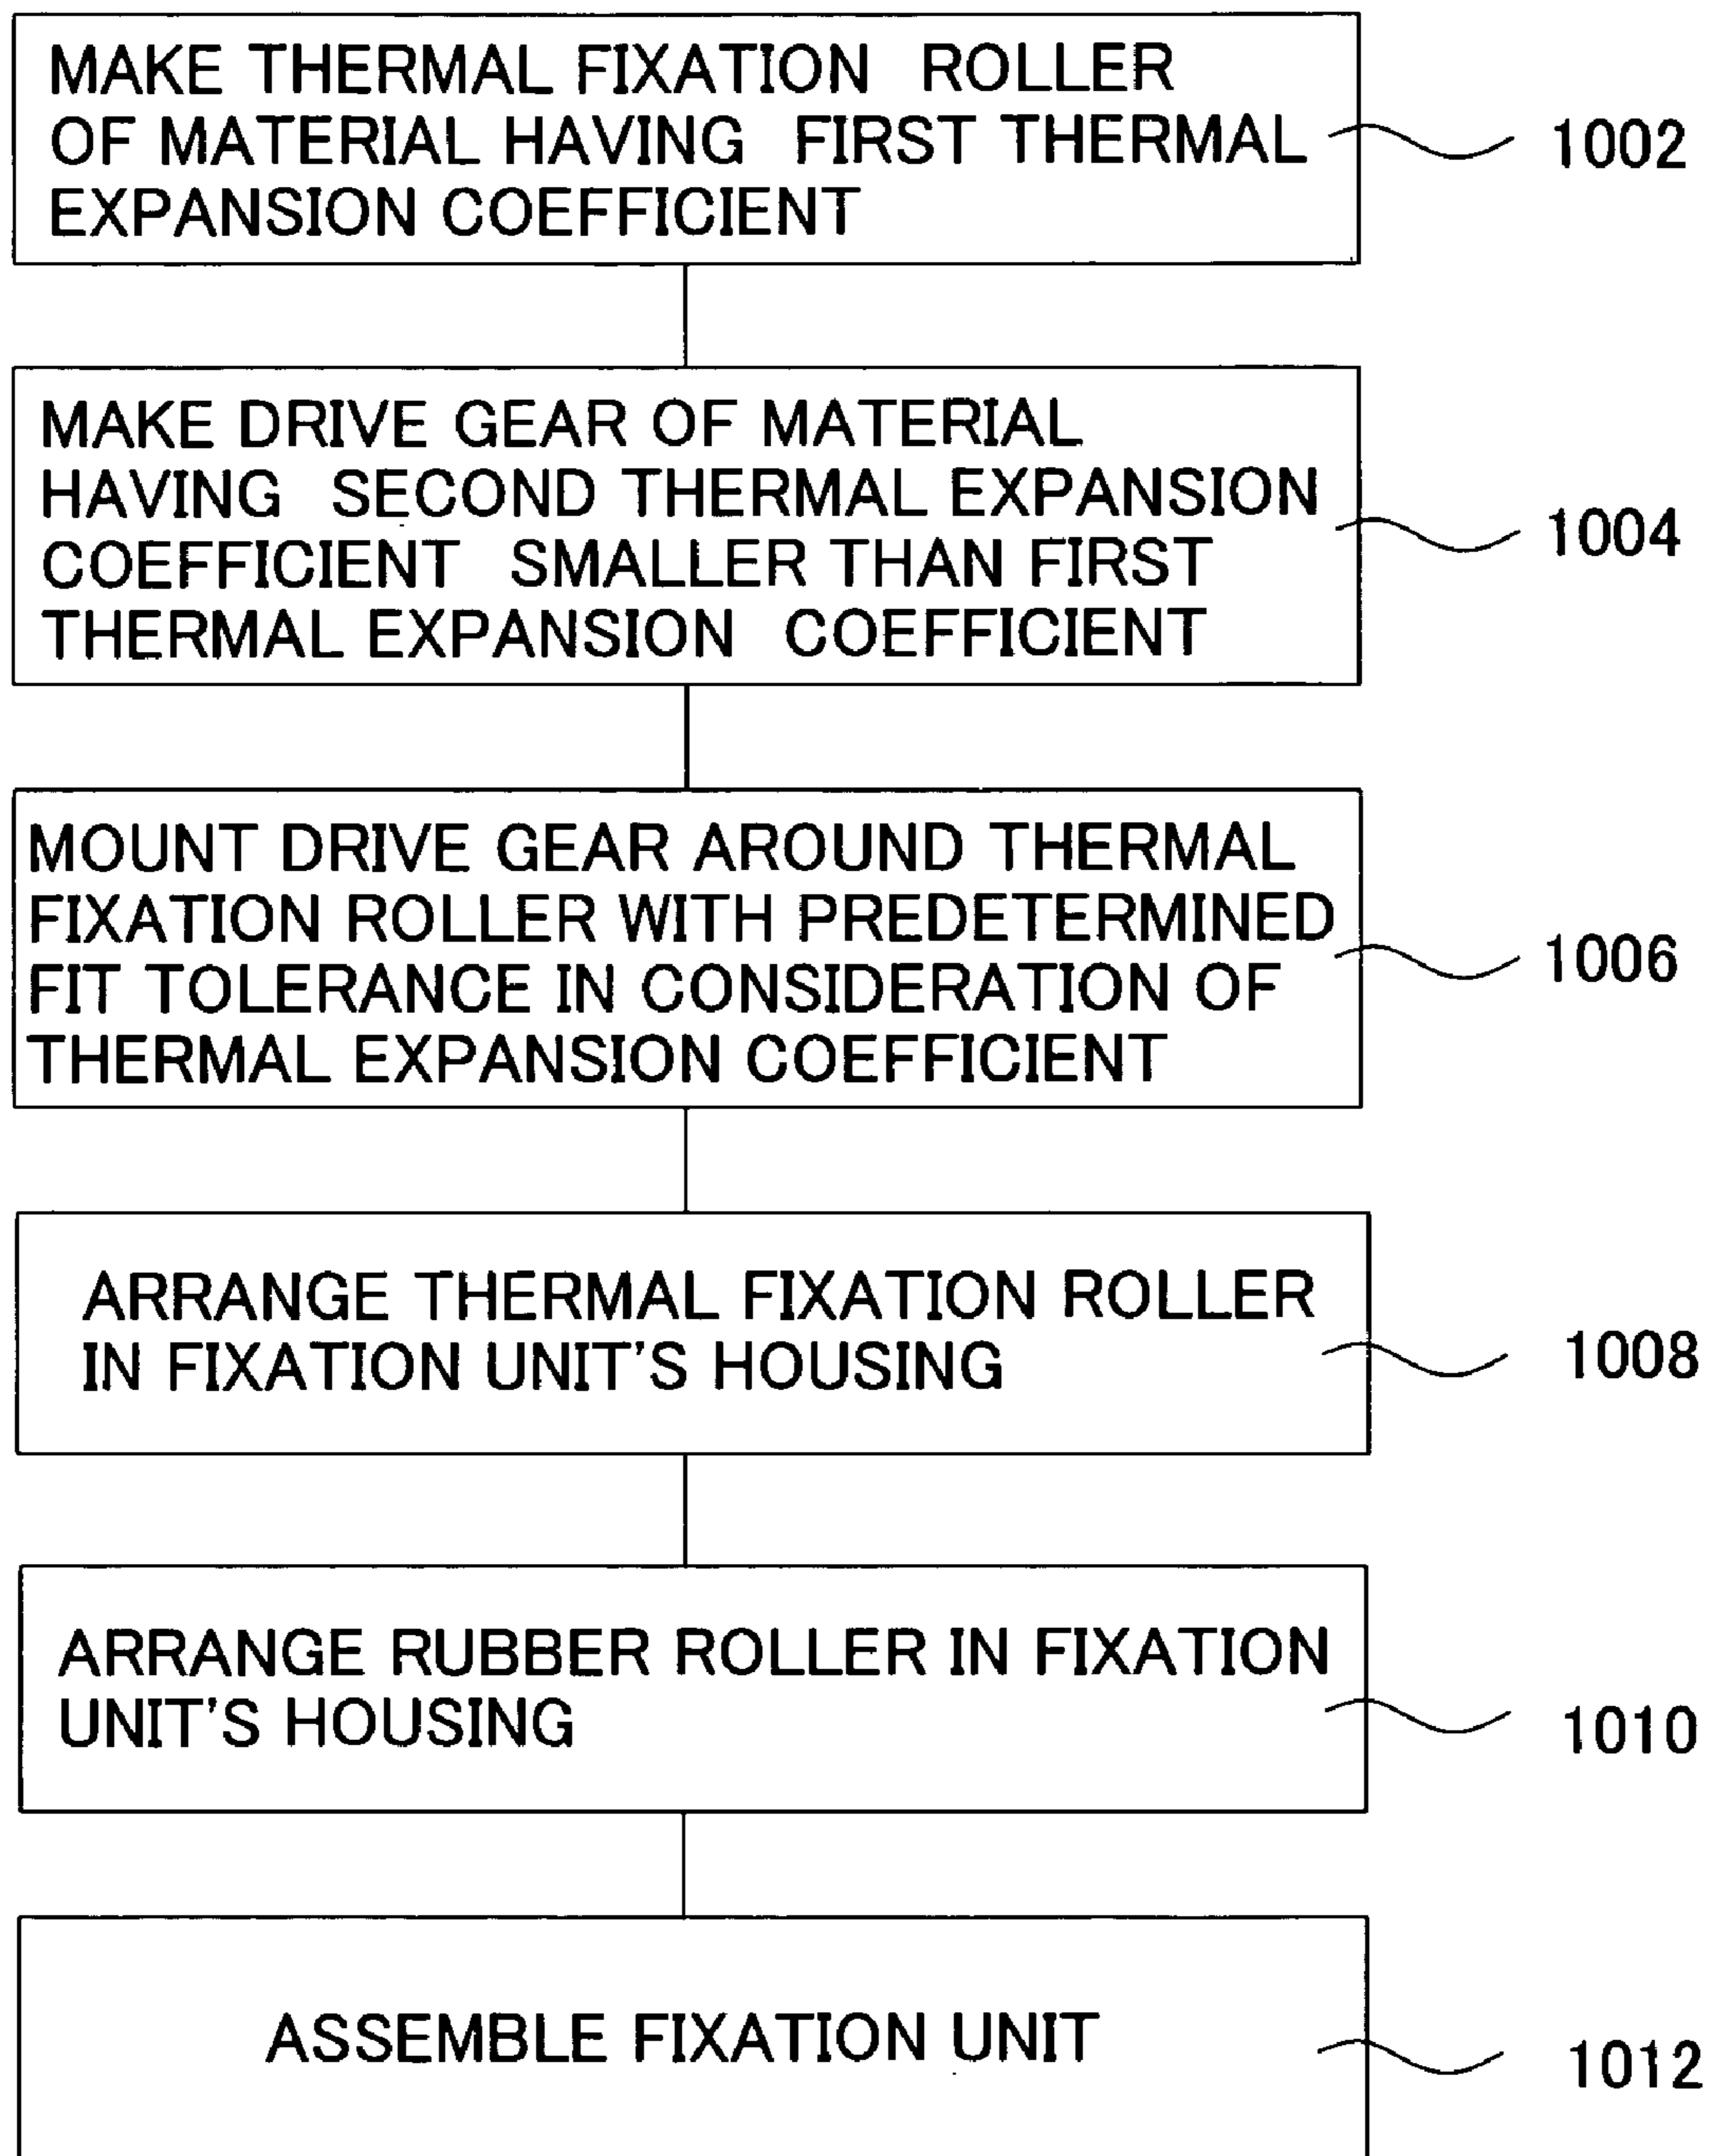 MAKE THERMAL FIXATION ROLLER
OF MATERIAL HAVING FIRST THERMAL
EXPANSION COEFFICIENT
1002
MAKE DRIVE GEAR OF MATERIAL
HAVING SECOND THERMAL EXPANSION
COEFFICIENT SMALLER THAN FIRST
THERMAL EXPANSION COEFFICIENT
1004
MOUNT DRIVE GEAR AROUND THERMAL
FIXATION ROLLER WITH PREDETERMINED
FIT TOLERANCE IN CONSIDERATION OF
THERMAL EXPANSION COEFFICIENT
1006
ARRANGE THERMAL FIXATION ROLLER
IN FIXATION UNIT'S HOUSING
1008
ARRANGE RUBBER ROLLER IN FIXATION
UNIT'S HOUSING
1010
ASSEMBLE FIXATION UNIT
1012